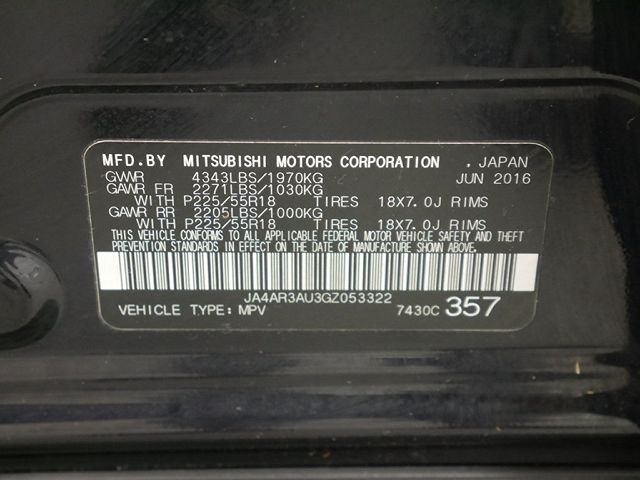 MFD.BY MITSUBISHI MOTORS CORPORATION , JAPAN
GVWR 4343LBS/1970KG JUN 2016
GAWR FR 2271LBS/1030KG
WITH P225/55R18 TIRES 18X7.0J RIMS
GAWR RR 2205LBS/1000KG
WITH P225/55R18 TIRES 18X7.0J RIMS
THIS VEHICLE CONFORMS TO ALL APPLICABLE FEDERAL MOTOR VEHICLE SAFETY AND THEFT
PREVENTION STANDARDS IN EFFECT ON THE DATE OF MANUFACTURE SHOWN ABOVE.
JA4AR3AU3GZ053322
VEHICLE TYPE: MPV 7430C 357